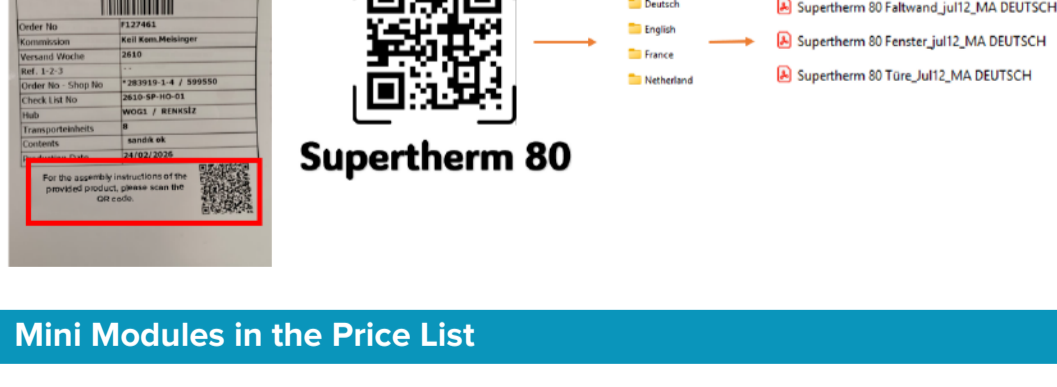 Order No F127461
Kommission Keil Kom.Meisinger
Versand Woche 2610
Ref. 1-2-3 - -
Order No - Shop No *283919-1-4 / 599550
Check List No 2610-SP-HO-01
Hub WOG1 / RENKSİZ
Transporteinheits B
Contents sandık ek
Production Date 24/02/2026
For the assembly instructions of the
provided product, please scan the
QR code.
Supertherm 80
Deutsch
English
France
Netherland
Supertherm 80 Faltwand_jul12_MA DEUTSCH
Supertherm 80 Fenster_jul12_MA DEUTSCH
Supertherm 80 Türe_Jul12_MA DEUTSCH
Mini Modules in the Price List